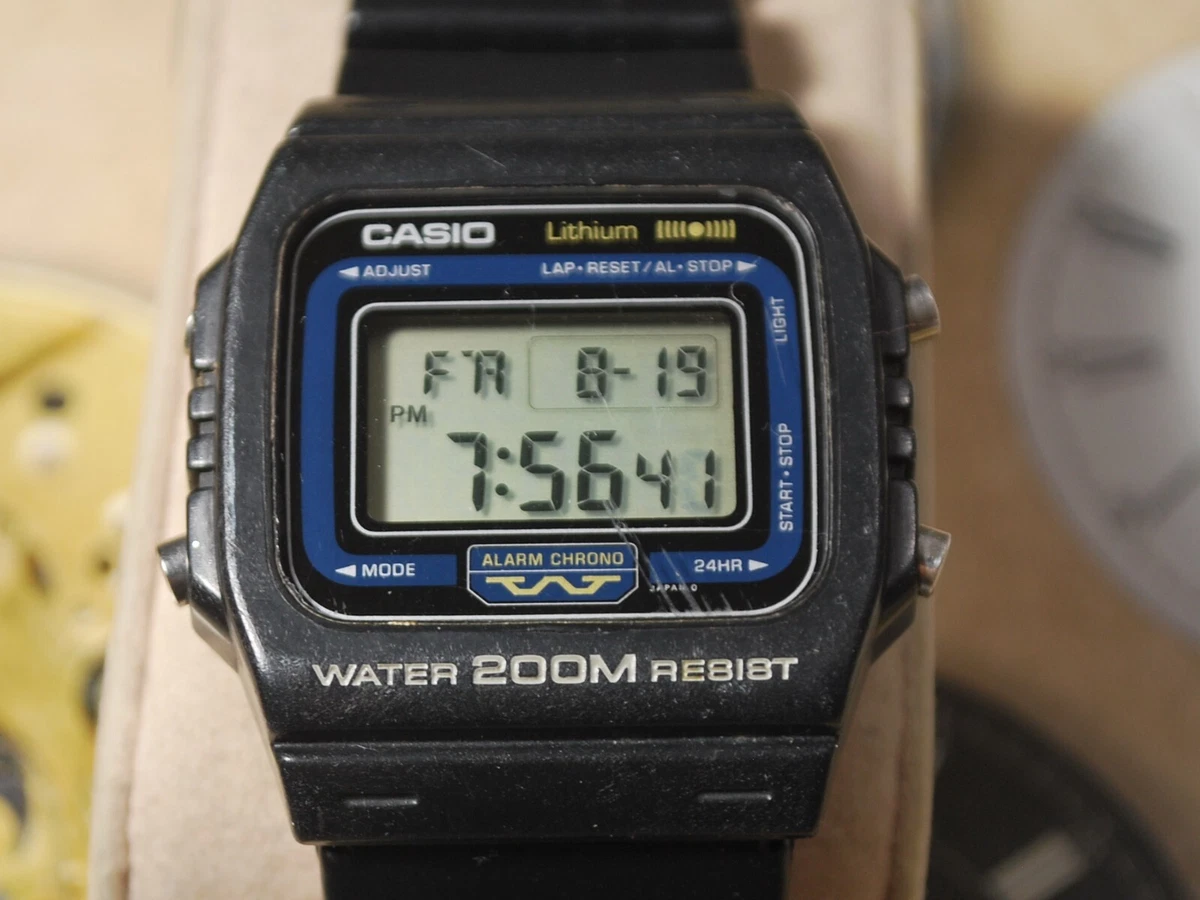 CASIO Lithium
ADJUST LAP•RESET/AL•STOP
LIGHT
FR 8-19
PM
7:56 41
START•STOP
MODE
ALARM CHRONO
24HR
JAPAN O
WATER 200M RESIST